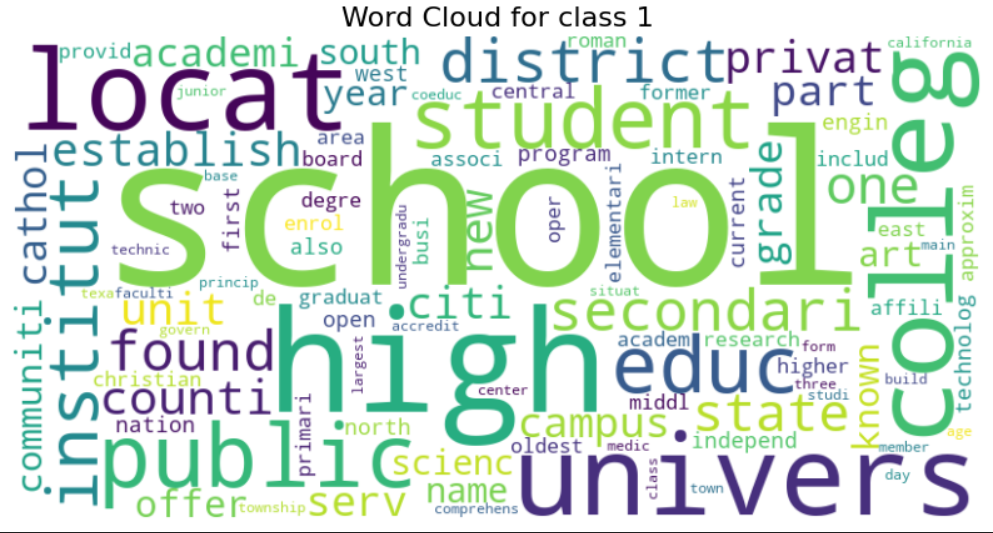 Word Cloud for class 1
provid
academi
south
roman
california
locat
junior
west
year
coeduc
central
district
former
privat
part
colleg
student
engin
area
establish
board
base
associ
program
intern
includ
cathol
institut
school
two
first
degre
enrol
also
technic
undergradu
busi
new
oper
elementari
law
current
grade
one
east
art
main
approxim
texa
faculti
princip
de
graduat
citi
situat
secondari
affili
unit
govern
open
accredit
found
high
largest
academ
research
form
educ
higher
three
studi
build
technolog
known
communiti
christian
counti
center
middl
state
nation
primari
north
campus
oldest
medic
independ
member
age
public
scienc
univers
class
town
day
offer
township
serv
name
comprehens